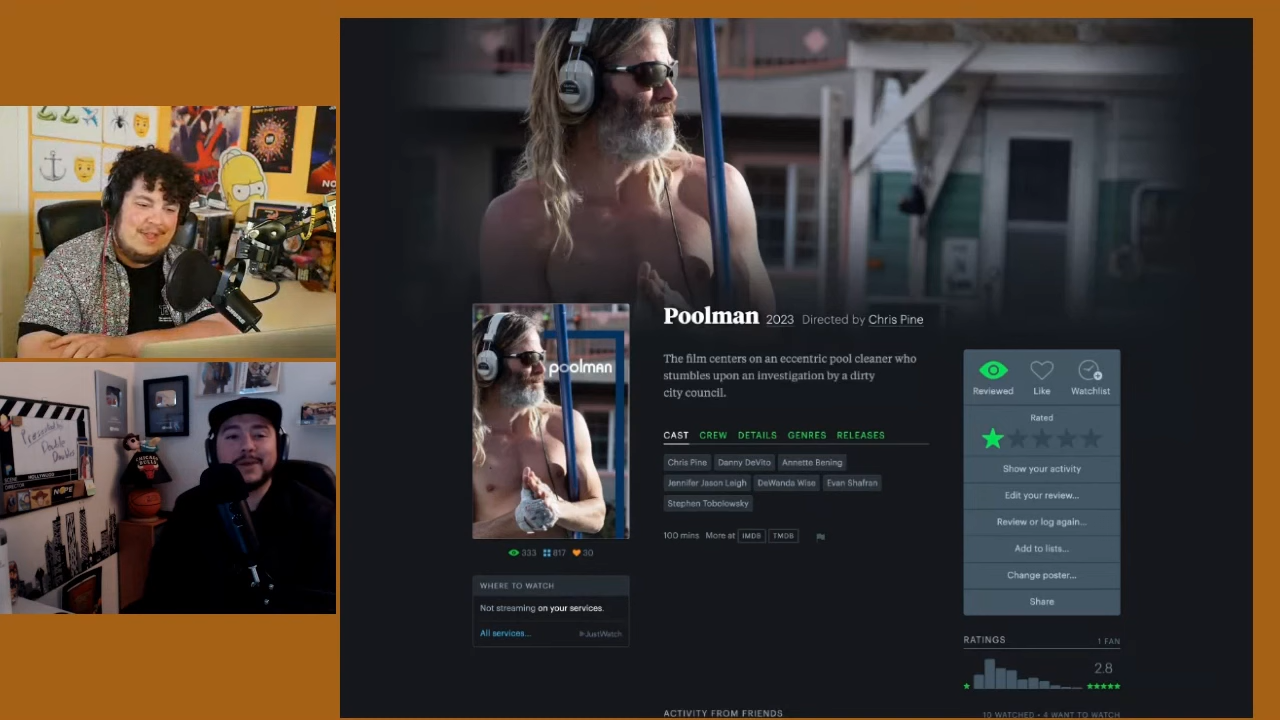 Poolman 2023 Directed by Chris Pine
The film centers on an eccentric pool cleaner who
stumbles upon an investigation by a dirty
city council.
CAST CREW DETAILS GENRES RELEASES
Chris Pine Danny DeVito Annette Bening
Jennifer Jason Leigh DeWanda Wise Evan Shafran
Stephen Tobolowsky
100 mins More at IMDB TMDB
poolman
333 817 30
WHERE TO WATCH
Not streaming on your services.
All services... JustWatch
Reviewed Like Watchlist
Rated
Show your activity
Edit your review...
Review or log again...
Add to lists...
Change poster...
Share
RATINGS 1 FAN
2.8
ACTIVITY FROM FRIENDS 10 WATCHED • 4 WANT TO WATCH
HOLLYWOOD
NOPE
CHICAGO
BULLS
NO